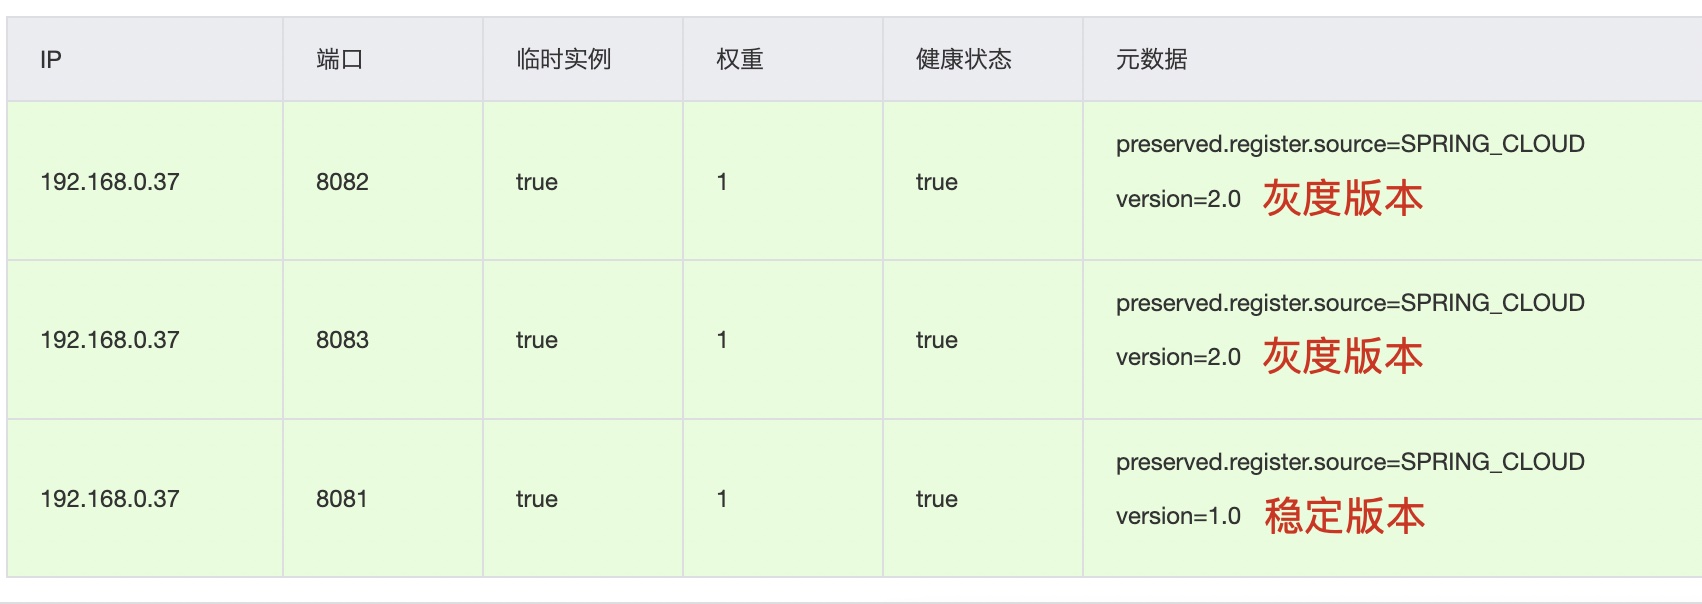 IP 端口 临时实例 权重 健康状态 元数据
preserved.register.source=SPRING_CLOUD
192.168.0.37 8082 true 1 true
version=2.0 灰度版本
preserved.register.source=SPRING_CLOUD
192.168.0.37 8083 true 1 true
version=2.0 灰度版本
preserved.register.source=SPRING_CLOUD
192.168.0.37 8081 true 1 true
version=1.0 稳定版本